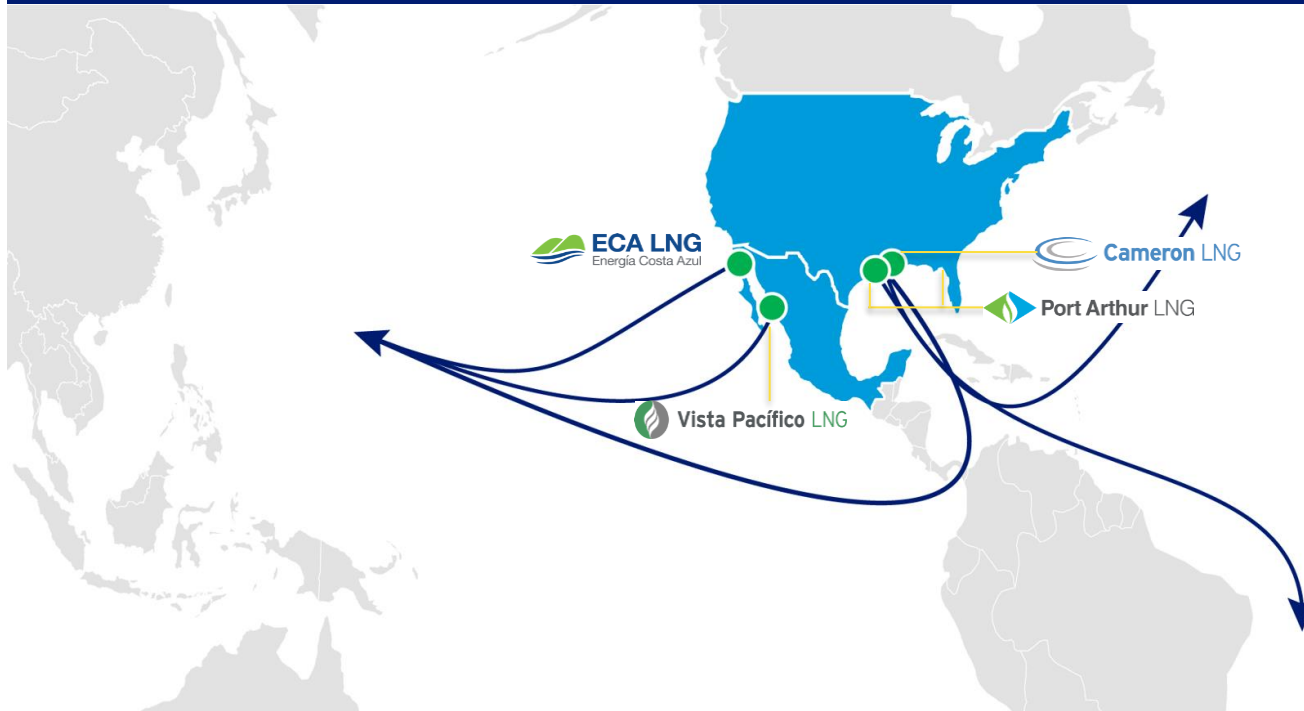 ECA LNG
Energía Costa Azul
Cameron LNG
Port Arthur LNG
Vista Pacífico LNG